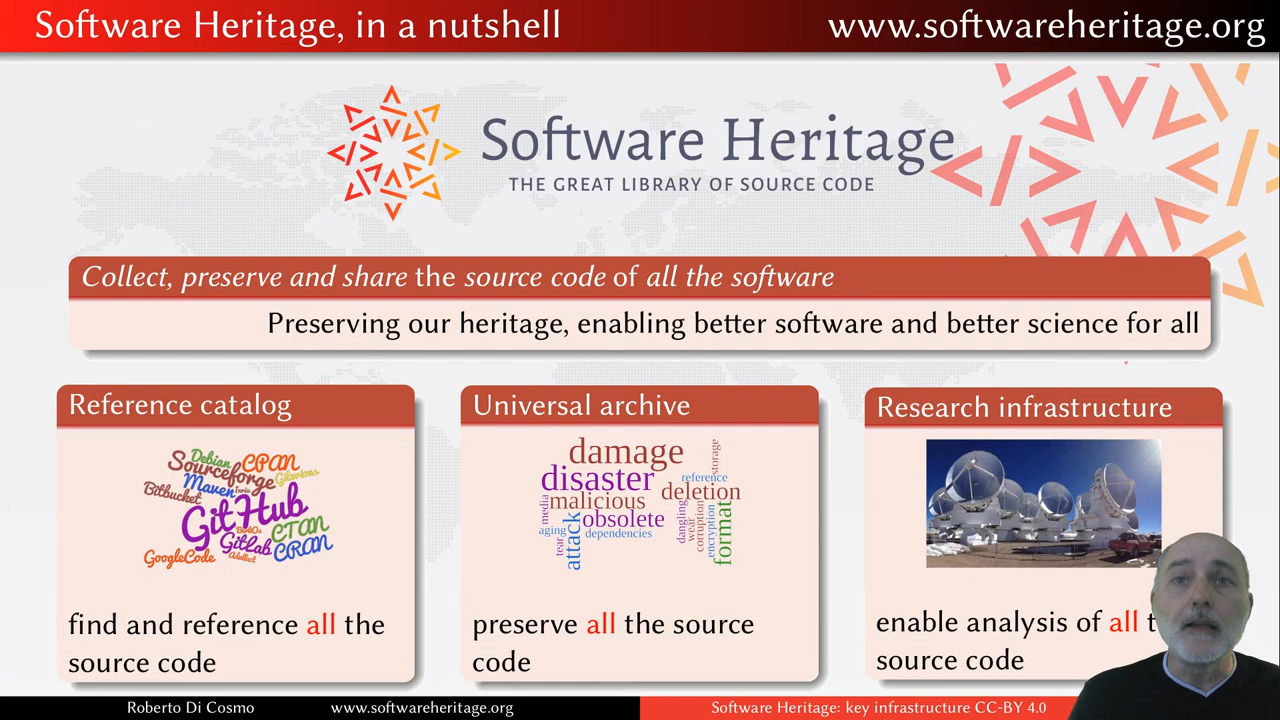 Software Heritage, in a nutshell
www.softwareheritage.org
Software Heritage
THE GREAT LIBRARY OF SOURCE CODE
Collect, preserve and share the source code of all the software
Preserving our heritage, enabling better software and better science for all
Reference catalog
Debian
CPAN
Sourceforge
Gitorious
Maven
Inria
Bitbucket
GitHub
CTAN
GitLab
CRAN
GoogleCode
find and reference all the
source code
Universal archive
damage
storage
disaster
reference
deletion
malicious
media
obsolete
aging
dependencies
attack
tear
dangling
wear
corruption
encryption
format
preserve all the source
code
Research infrastructure
enable analysis of all t
source code
Roberto Di Cosmo
www.softwareheritage.org
Software Heritage: key infrastructure CC-BY 4.0